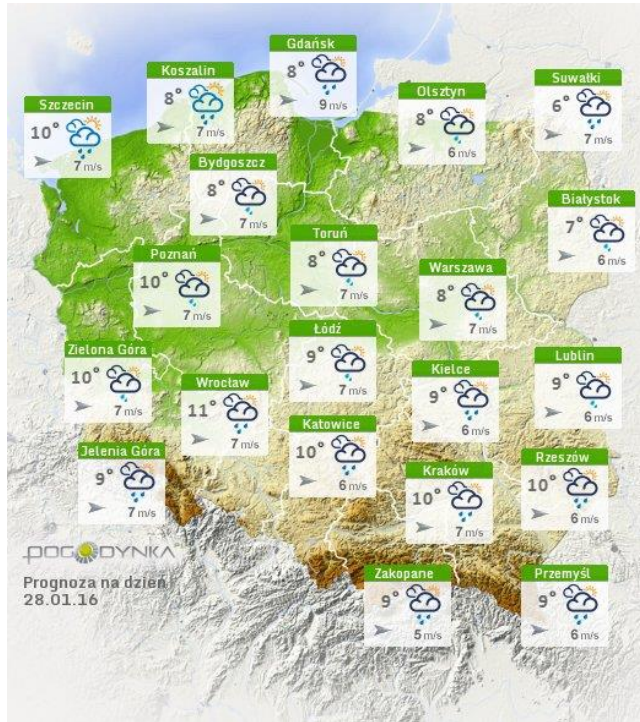 Gdańsk
8°
9 m/s
Koszalin
8°
7 m/s
Suwałki
6°
7 m/s
Olsztyn
8°
6 m/s
Szczecin
10°
7 m/s
Bydgoszcz
8°
7 m/s
Białystok
7°
6 m/s
Toruń
8°
7 m/s
Poznań
10°
7 m/s
Warszawa
8°
7 m/s
Łódź
9°
7 m/s
Zielona Góra
10°
7 m/s
Lublin
9°
6 m/s
Kielce
9°
6 m/s
Wrocław
11°
7 m/s
Katowice
10°
6 m/s
Jelenia Góra
9°
7 m/s
Rzeszów
10°
6 m/s
Kraków
10°
7 m/s
POGODYNKA
Prognoza na dzień
28.01.16
Zakopane
9°
5 m/s
Przemyśl
9°
6 m/s